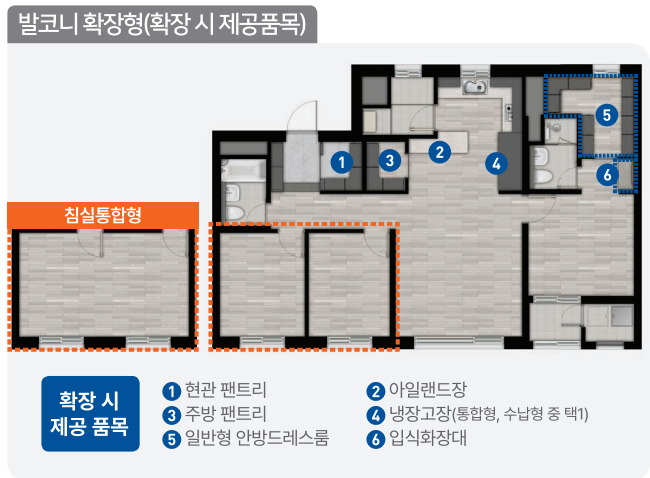 발코니 확장형(확장 시 제공품목)
5
1
3
2
4
6
침실통합형
확장 시
제공 품목
1 현관 팬트리
2 아일랜드장
3 주방 팬트리
4 냉장고장(통합형, 수납형 중 택1)
5 일반형 안방드레스룸
6 입식화장대